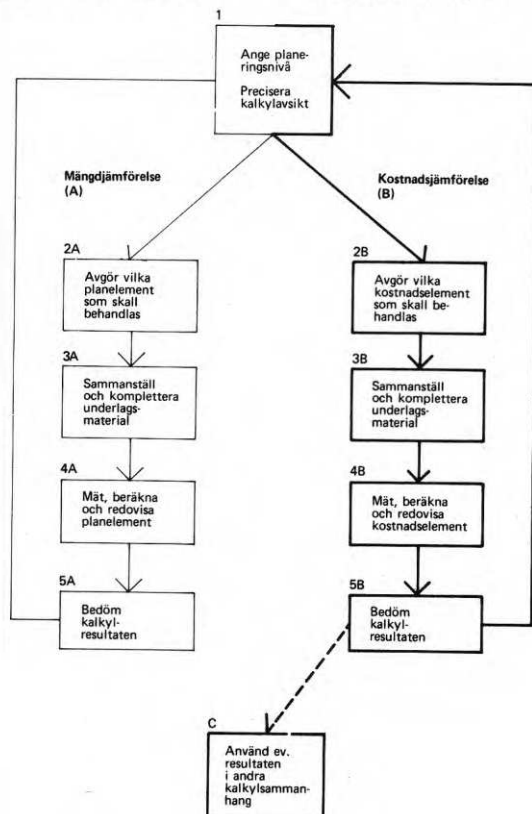 1
Ange plane-
ringsnivå
Precisera
kalkylavsikt
Mängdjämförelse
(A)
Kostnadsjämförelse
(B)
2A
Avgör vilka
planelement
som skall
behandlas
2B
Avgör vilka
kostnadselement
som skall be-
handlas
3A
Sammanställ
och komplettera
underlags-
material
3B
Sammanställ
och komplettera
underlags-
material
4A
Mät, beräkna
och redovisa
planelement
4B
Mät, beräkna
och redovisa
kostnadselement
5A
Bedöm
kalkyl-
resultaten
5B
Bedöm
kalkyl-
resultaten
C
Använd ev.
resultaten
i andra
kalkylsamman-
hang